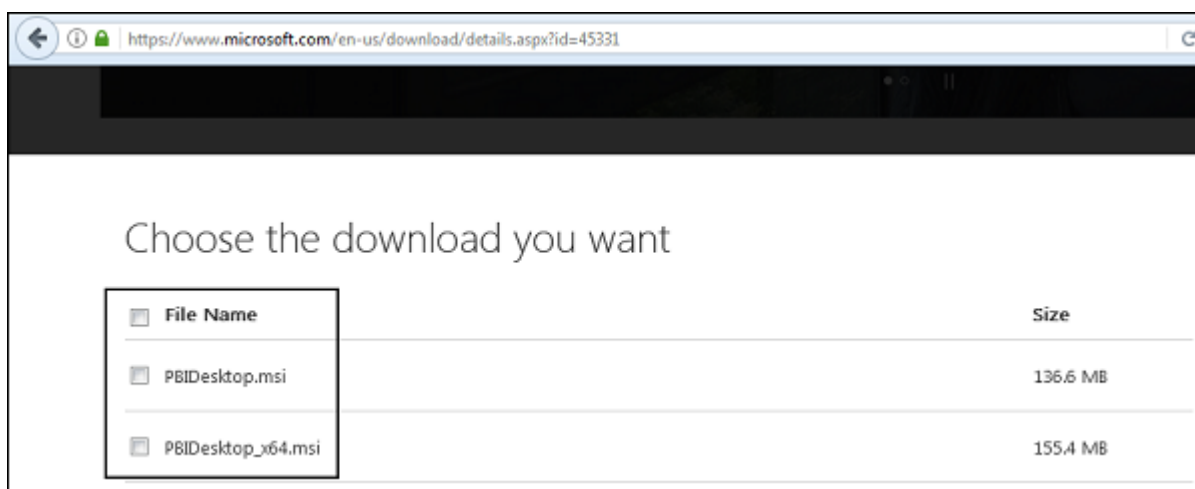 https://www.microsoft.com/en-us/download/details.aspx?id=45331
Choose the download you want
File Name Size
PBIDesktop.msi 136.6 MB
PBIDesktop_x64.msi 155.4 MB